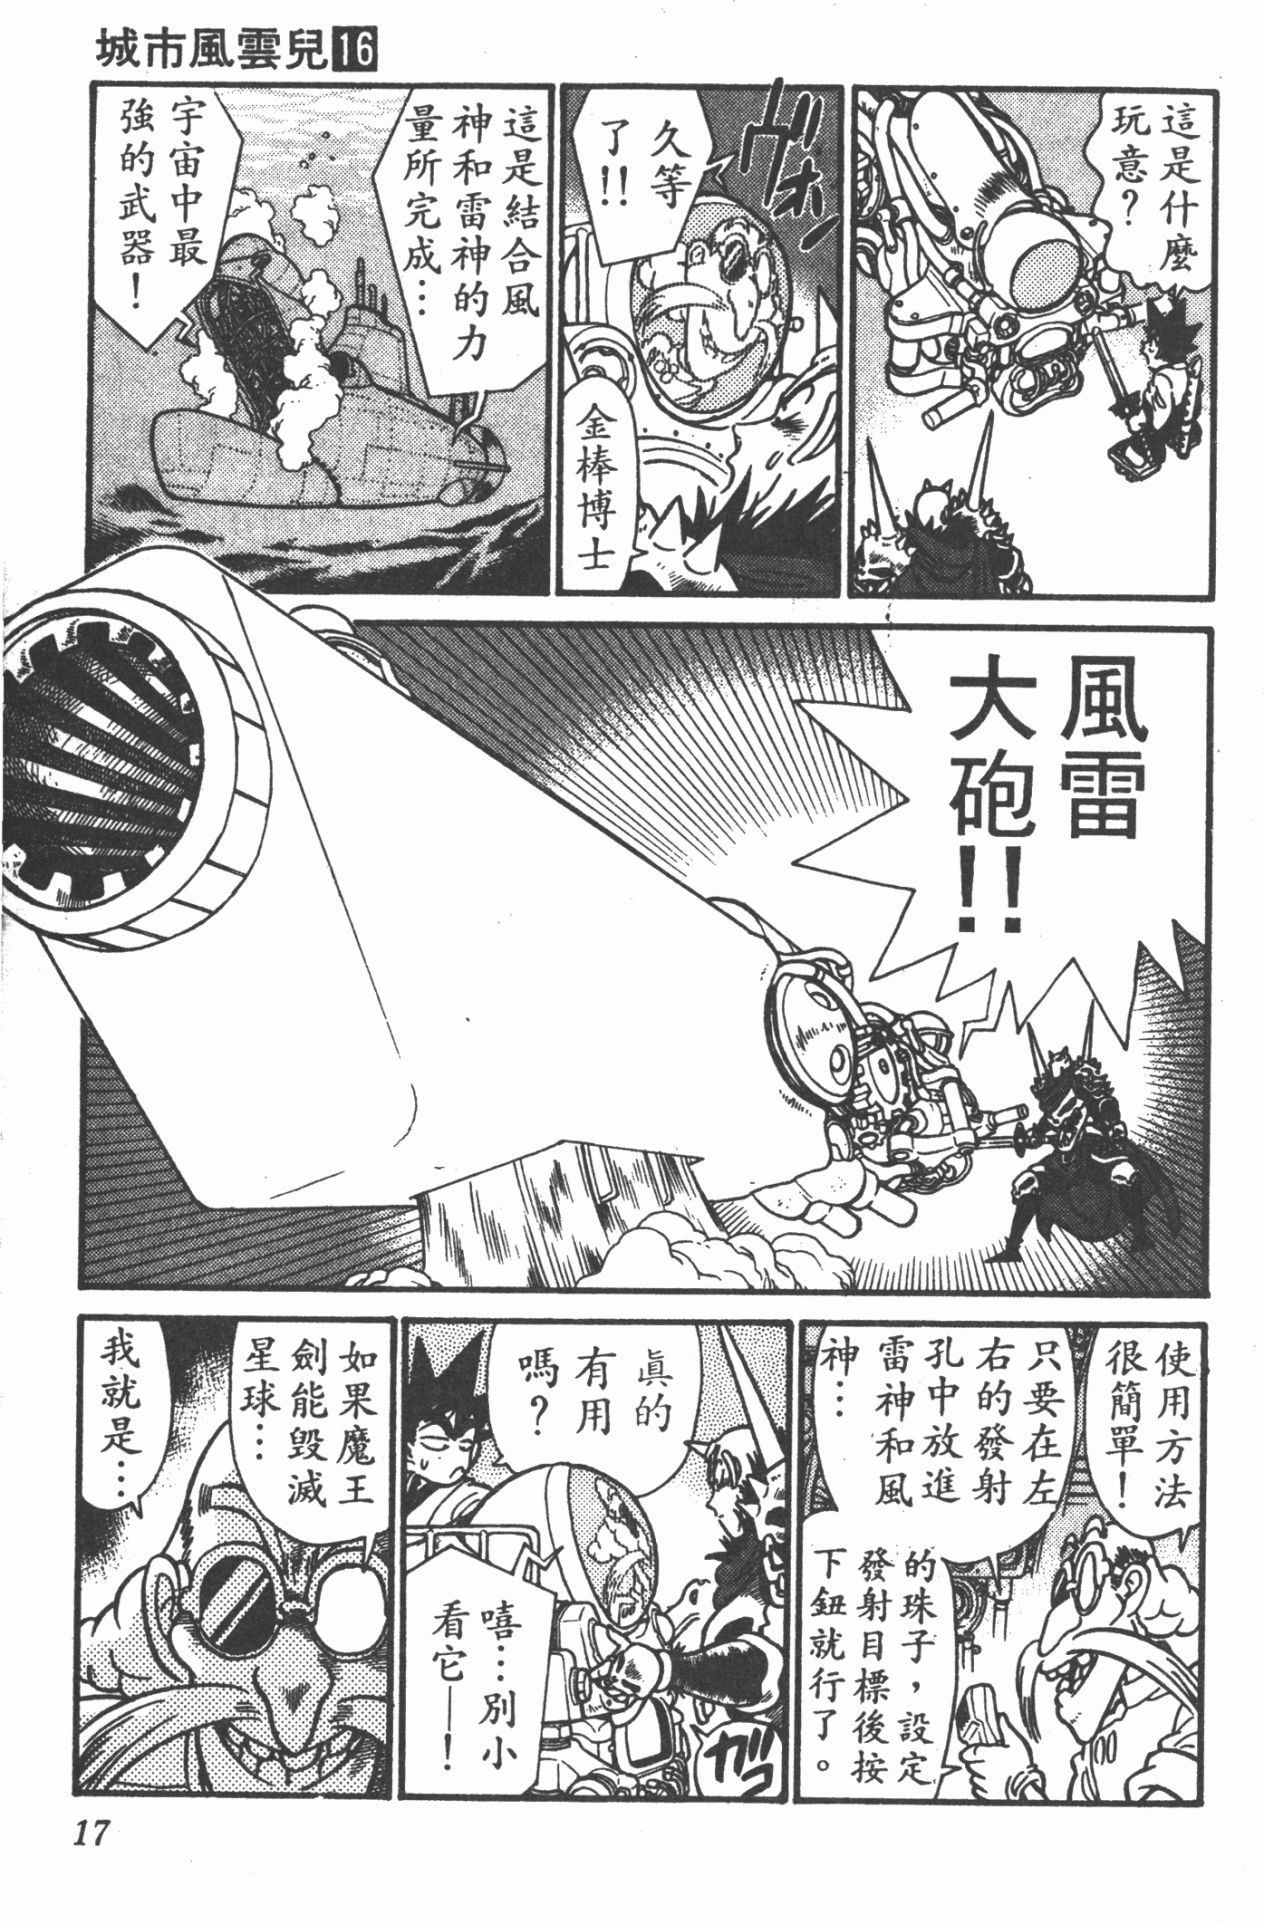 城市風雲兒16
這是什麼
玩意？
ヴォ
久等
了!!
金棒博士
這是結合風
神和雷神的力
量所完成…
宇宙中最
強的武器！
風雷
大砲!!
使用方法
很簡單！
只要在左
右的發射
孔中放進
雷神和風
神…
的珠子，設定
發射目標後按
下鈕就行了。
真的
有用
嗎？
嘻…別小
看它—！
ガコ
如果魔王
劍能毀滅
星球…
我就是…
17